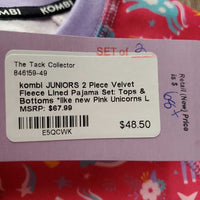 KOMBI
KOMBI
SET of 2
The Tack Collector
846159-49
kombi JUNIORS 2 Piece Velvet
Fleece Lined Pajama Set: Tops &
Bottoms *like new Pink Unicorns L
MSRP: $67.99
E5QCWK
$48.50
Retail (New) Price
is $
68x